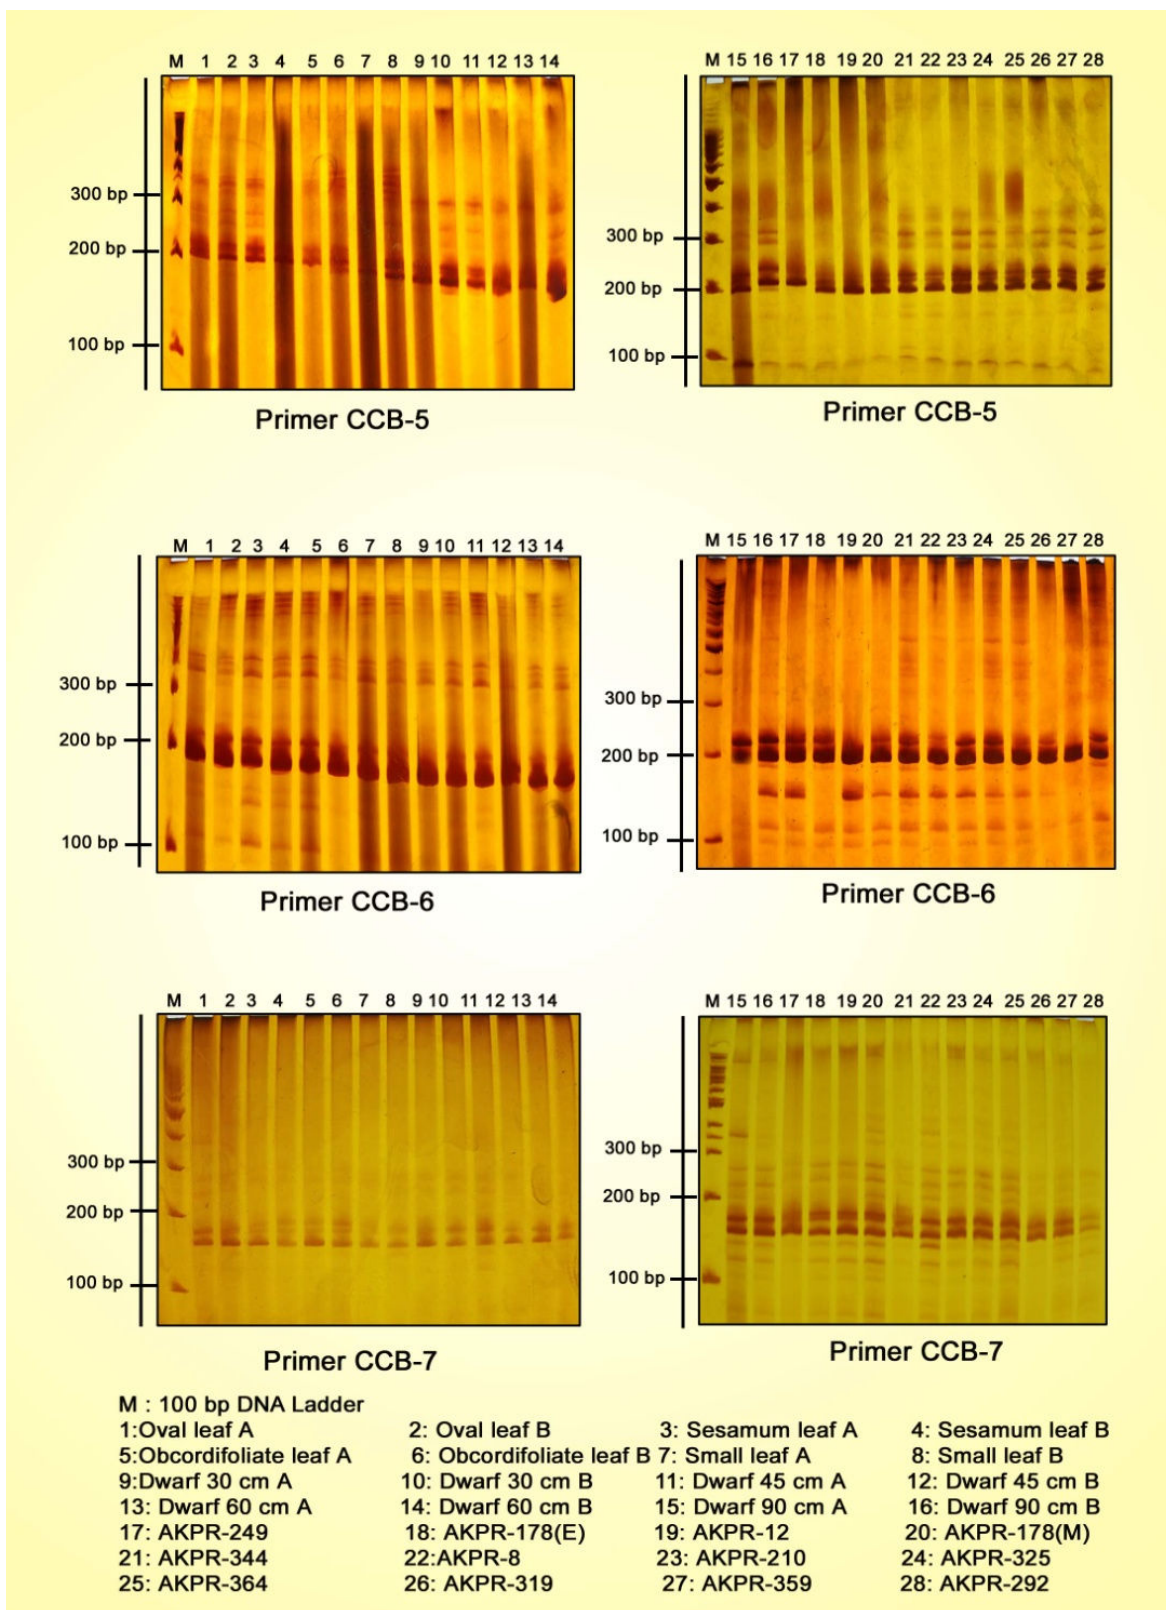 M 1 2 3 4 5 6 7 8 9 10 11 12 13 14
M 15 16 17 18 19 20 21 22 23 24 25 26 27 28
300 bp
200 bp
100 bp
300 bp
200 bp
100 bp
Primer CCB-5
Primer CCB-5
M 1 2 3 4 5 6 7 8 9 10 11 12 13 14
M 15 16 17 18 19 20 21 22 23 24 25 26 27 28
300 bp
200 bp
100 bp
300 bp
200 bp
100 bp
Primer CCB-6
Primer CCB-6
M 1 2 3 4 5 6 7 8 9 10 11 12 13 14
M 15 16 17 18 19 20 21 22 23 24 25 26 27 28
300 bp
200 bp
100 bp
300 bp
200 bp
100 bp
Primer CCB-7
Primer CCB-7
M : 100 bp DNA Ladder
1:Oval leaf A 2: Oval leaf B 3: Sesamum leaf A 4: Sesamum leaf B
5:Obcordifoliate leaf A 6: Obcordifoliate leaf B 7: Small leaf A 8: Small leaf B
9:Dwarf 30 cm A 10: Dwarf 30 cm B 11: Dwarf 45 cm A 12: Dwarf 45 cm B
13: Dwarf 60 cm A 14: Dwarf 60 cm B 15: Dwarf 90 cm A 16: Dwarf 90 cm B
17: AKPR-249 18: AKPR-178(E) 19: AKPR-12 20: AKPR-178(M)
21: AKPR-344 22:AKPR-8 23: AKPR-210 24: AKPR-325
25: AKPR-364 26: AKPR-319 27: AKPR-359 28: AKPR-292